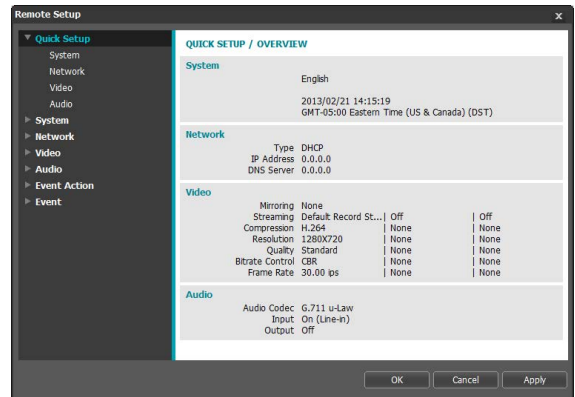 Remote Setup x
Quick Setup
System
Network
Video
Audio
System
Network
Video
Audio
Event Action
Event
QUICK SETUP / OVERVIEW
System
English
2013/02/21 14:15:19
GMT-05:00 Eastern Time (US & Canada) (DST)
Network
Type DHCP
IP Address 0.0.0.0
DNS Server 0.0.0.0
Video
Mirroring None
Streaming Default Record St...| Off | Off
Compression H.264 | None | None
Resolution 1280X720 | None | None
Quality Standard | None | None
Bitrate Control CBR | None | None
Frame Rate 30.00 ips | None | None
Audio
Audio Codec G.711 u-Law
Input On (Line-in)
Output Off
OK Cancel Apply